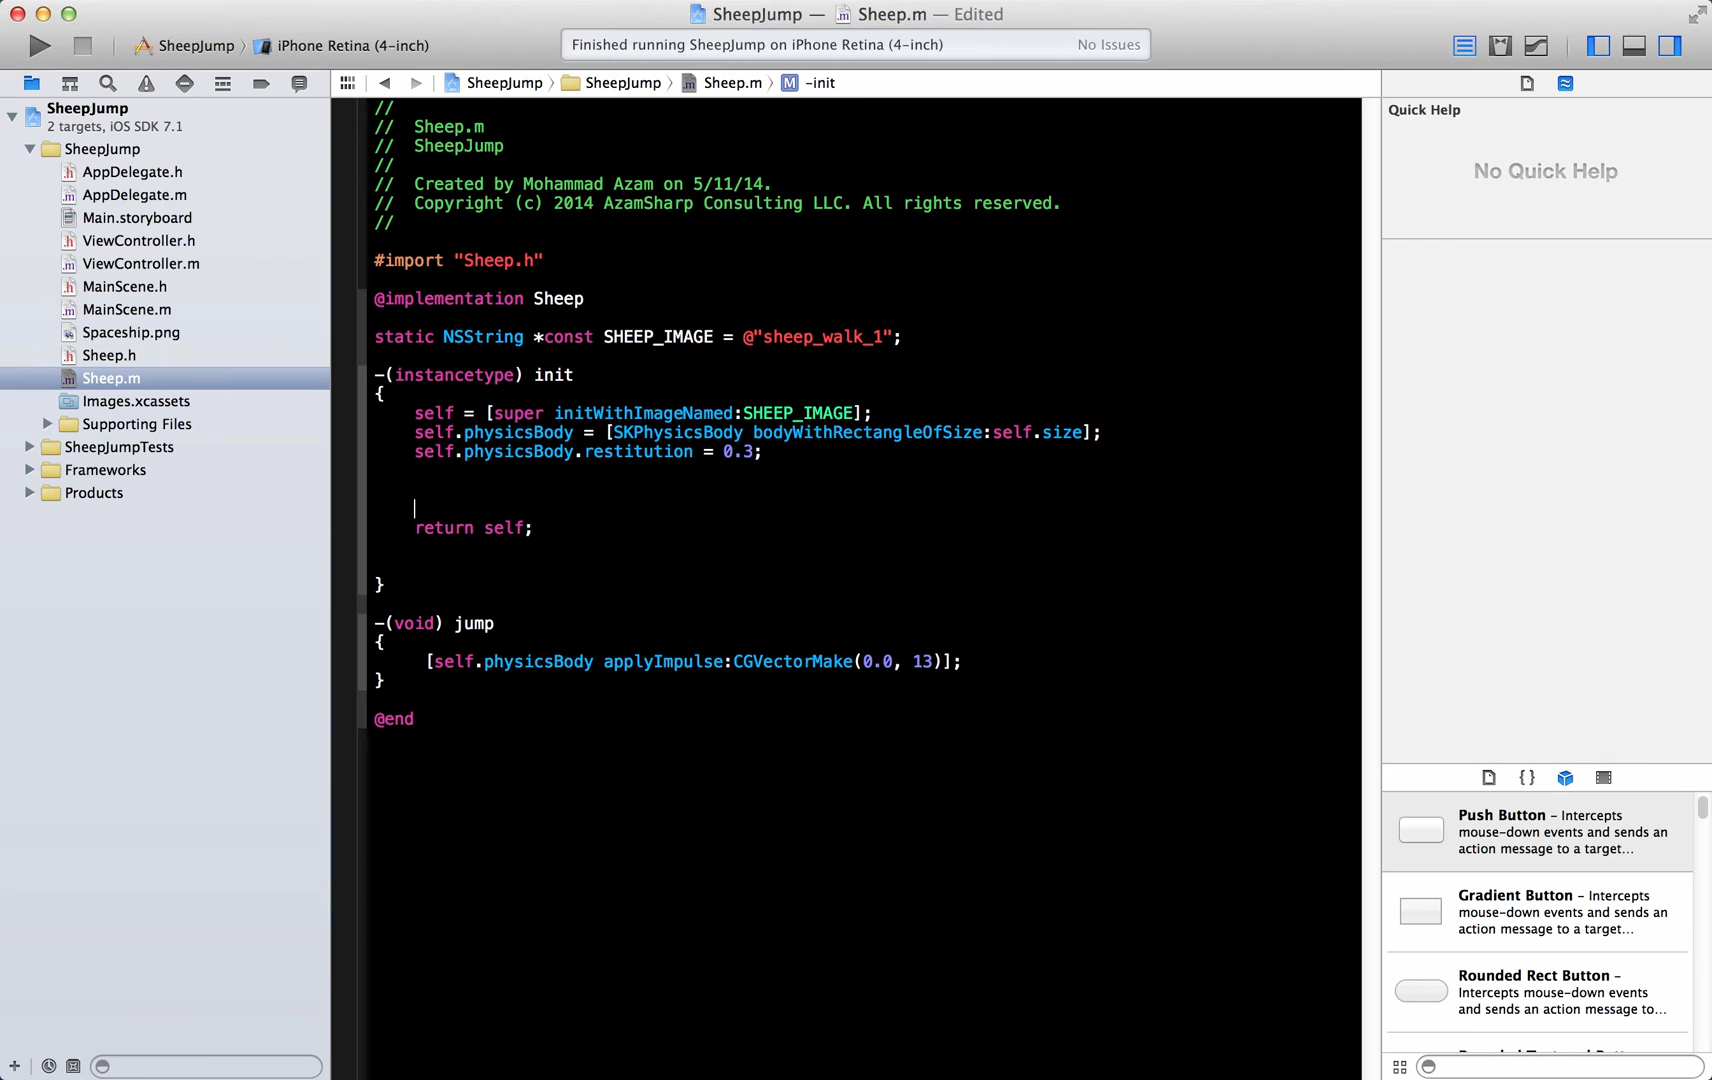 SheepJump — Sheep.m — Edited
SheepJump > iPhone Retina (4-inch)
Finished running SheepJump on iPhone Retina (4-inch) No Issues
SheepJump > SheepJump > Sheep.m > M -init
SheepJump
2 targets, iOS SDK 7.1
SheepJump
AppDelegate.h
AppDelegate.m
Main.storyboard
ViewController.h
ViewController.m
MainScene.h
MainScene.m
Spaceship.png
Sheep.h
Sheep.m
Images.xcassets
Supporting Files
SheepJumpTests
Frameworks
Products
//
//  Sheep.m
//  SheepJump
//
//  Created by Mohammad Azam on 5/11/14.
//  Copyright (c) 2014 AzamSharp Consulting LLC. All rights reserved.
//
#import "Sheep.h"
@implementation Sheep
static NSString *const SHEEP_IMAGE = @"sheep_walk_1";
-(instancetype) init
{
self = [super initWithImageNamed:SHEEP_IMAGE];
self.physicsBody = [SKPhysicsBody bodyWithRectangleOfSize:self.size];
self.physicsBody.restitution = 0.3;
return self;
}
-(void) jump
{
[self.physicsBody applyImpulse:CGVectorMake(0.0, 13)];
}
@end
Quick Help
No Quick Help
Push Button – Intercepts
mouse-down events and sends an
action message to a target...
Gradient Button – Intercepts
mouse-down events and sends an
action message to a target...
Rounded Rect Button –
Intercepts mouse-down events
and sends an action message to...